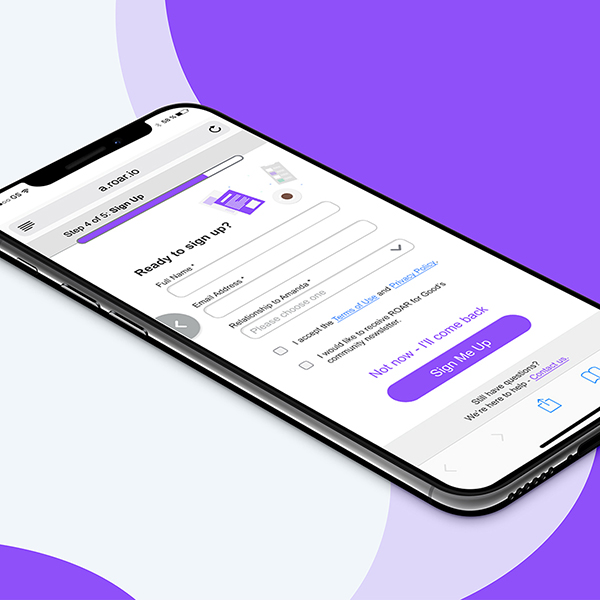 GS 58 %
a.roar.io
Step 4 of 5: Sign Up
Ready to sign up?
Full Name *
Email Address *
Relationship to Amanda *
Please choose one
I accept the Terms of Use and Privacy Policy.
I would like to receive ROAR for Good's
community newsletter.
Not now - I'll come back
Sign Me Up
Still have questions?
We're here to help - Contact us.